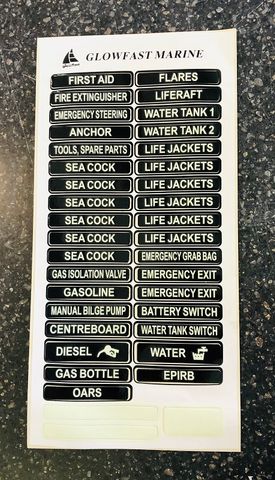 GLOWFAST MARINE
FIRST AID FLARES
FIRE EXTINGUISHER LIFERAFT
EMERGENCY STEERING WATER TANK 1
ANCHOR WATER TANK 2
TOOLS, SPARE PARTS LIFE JACKETS
SEA COCK LIFE JACKETS
SEA COCK LIFE JACKETS
SEA COCK LIFE JACKETS
SEA COCK LIFE JACKETS
SEA COCK EMERGENCY GRAB BAG
GAS ISOLATION VALVE EMERGENCY EXIT
GASOLINE EMERGENCY EXIT
MANUAL BILGE PUMP BATTERY SWITCH
CENTREBOARD WATER TANK SWITCH
DIESEL WATER
GAS BOTTLE EPIRB
OARS